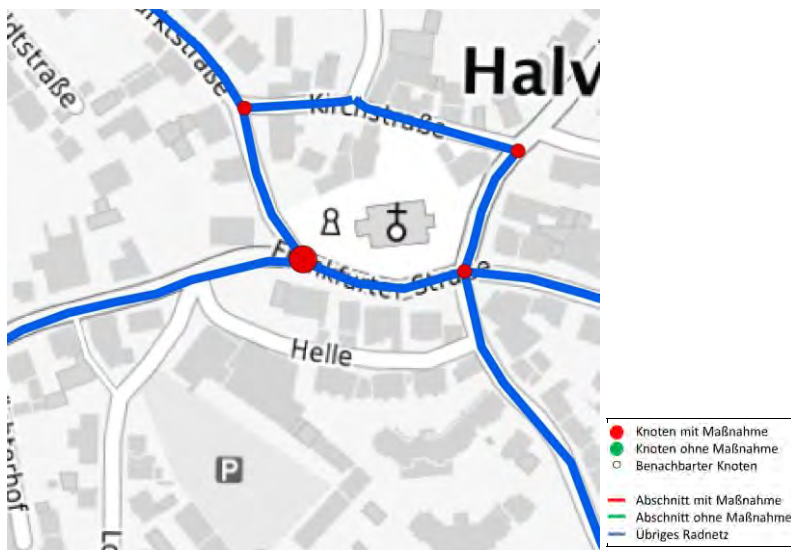 Halv
Kirchstraße
Helle
P
Knoten mit Maßnahme
Knoten ohne Maßnahme
Benachbarter Knoten
Abschnitt mit Maßnahme
Abschnitt ohne Maßnahme
Übriges Radnetz